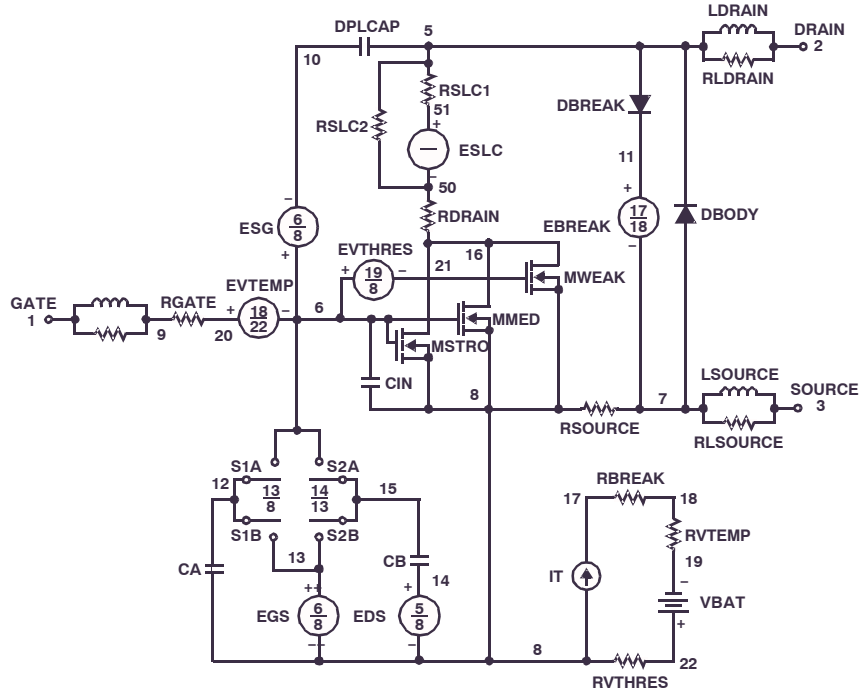 LDRAIN
DPLCAP 5 DRAIN
10 2
RSLC1 RLDRAIN
51 DBREAK
+
RSLC2 ESLC
11
−
50
− +
RDRAIN 17
18
6
8
ESG EBREAK DBODY
+ EVTHRES 16 −
+ 19
8 − 21 MWEAK
GATE RGATE EVTEMP
1 + 18
22 − 6 MMED
9 20
MSTRO
CIN LSOURCE
8 7 SOURCE
3
RSOURCE RLSOURCE
S1A S2A RBREAK
12 13
8 14
13 15 17 18
S1B S2B RVTEMP
13 CB 19
CA 14 IT −
++ + VBAT
EGS 6
8 EDS 5
8 +
−− − 8 22
RVTHRES